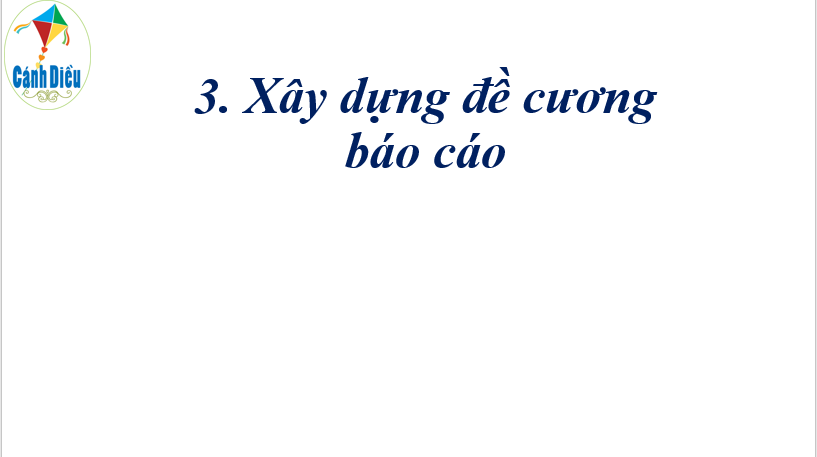 Cánh Diều
3. Xây dựng đề cương
báo cáo